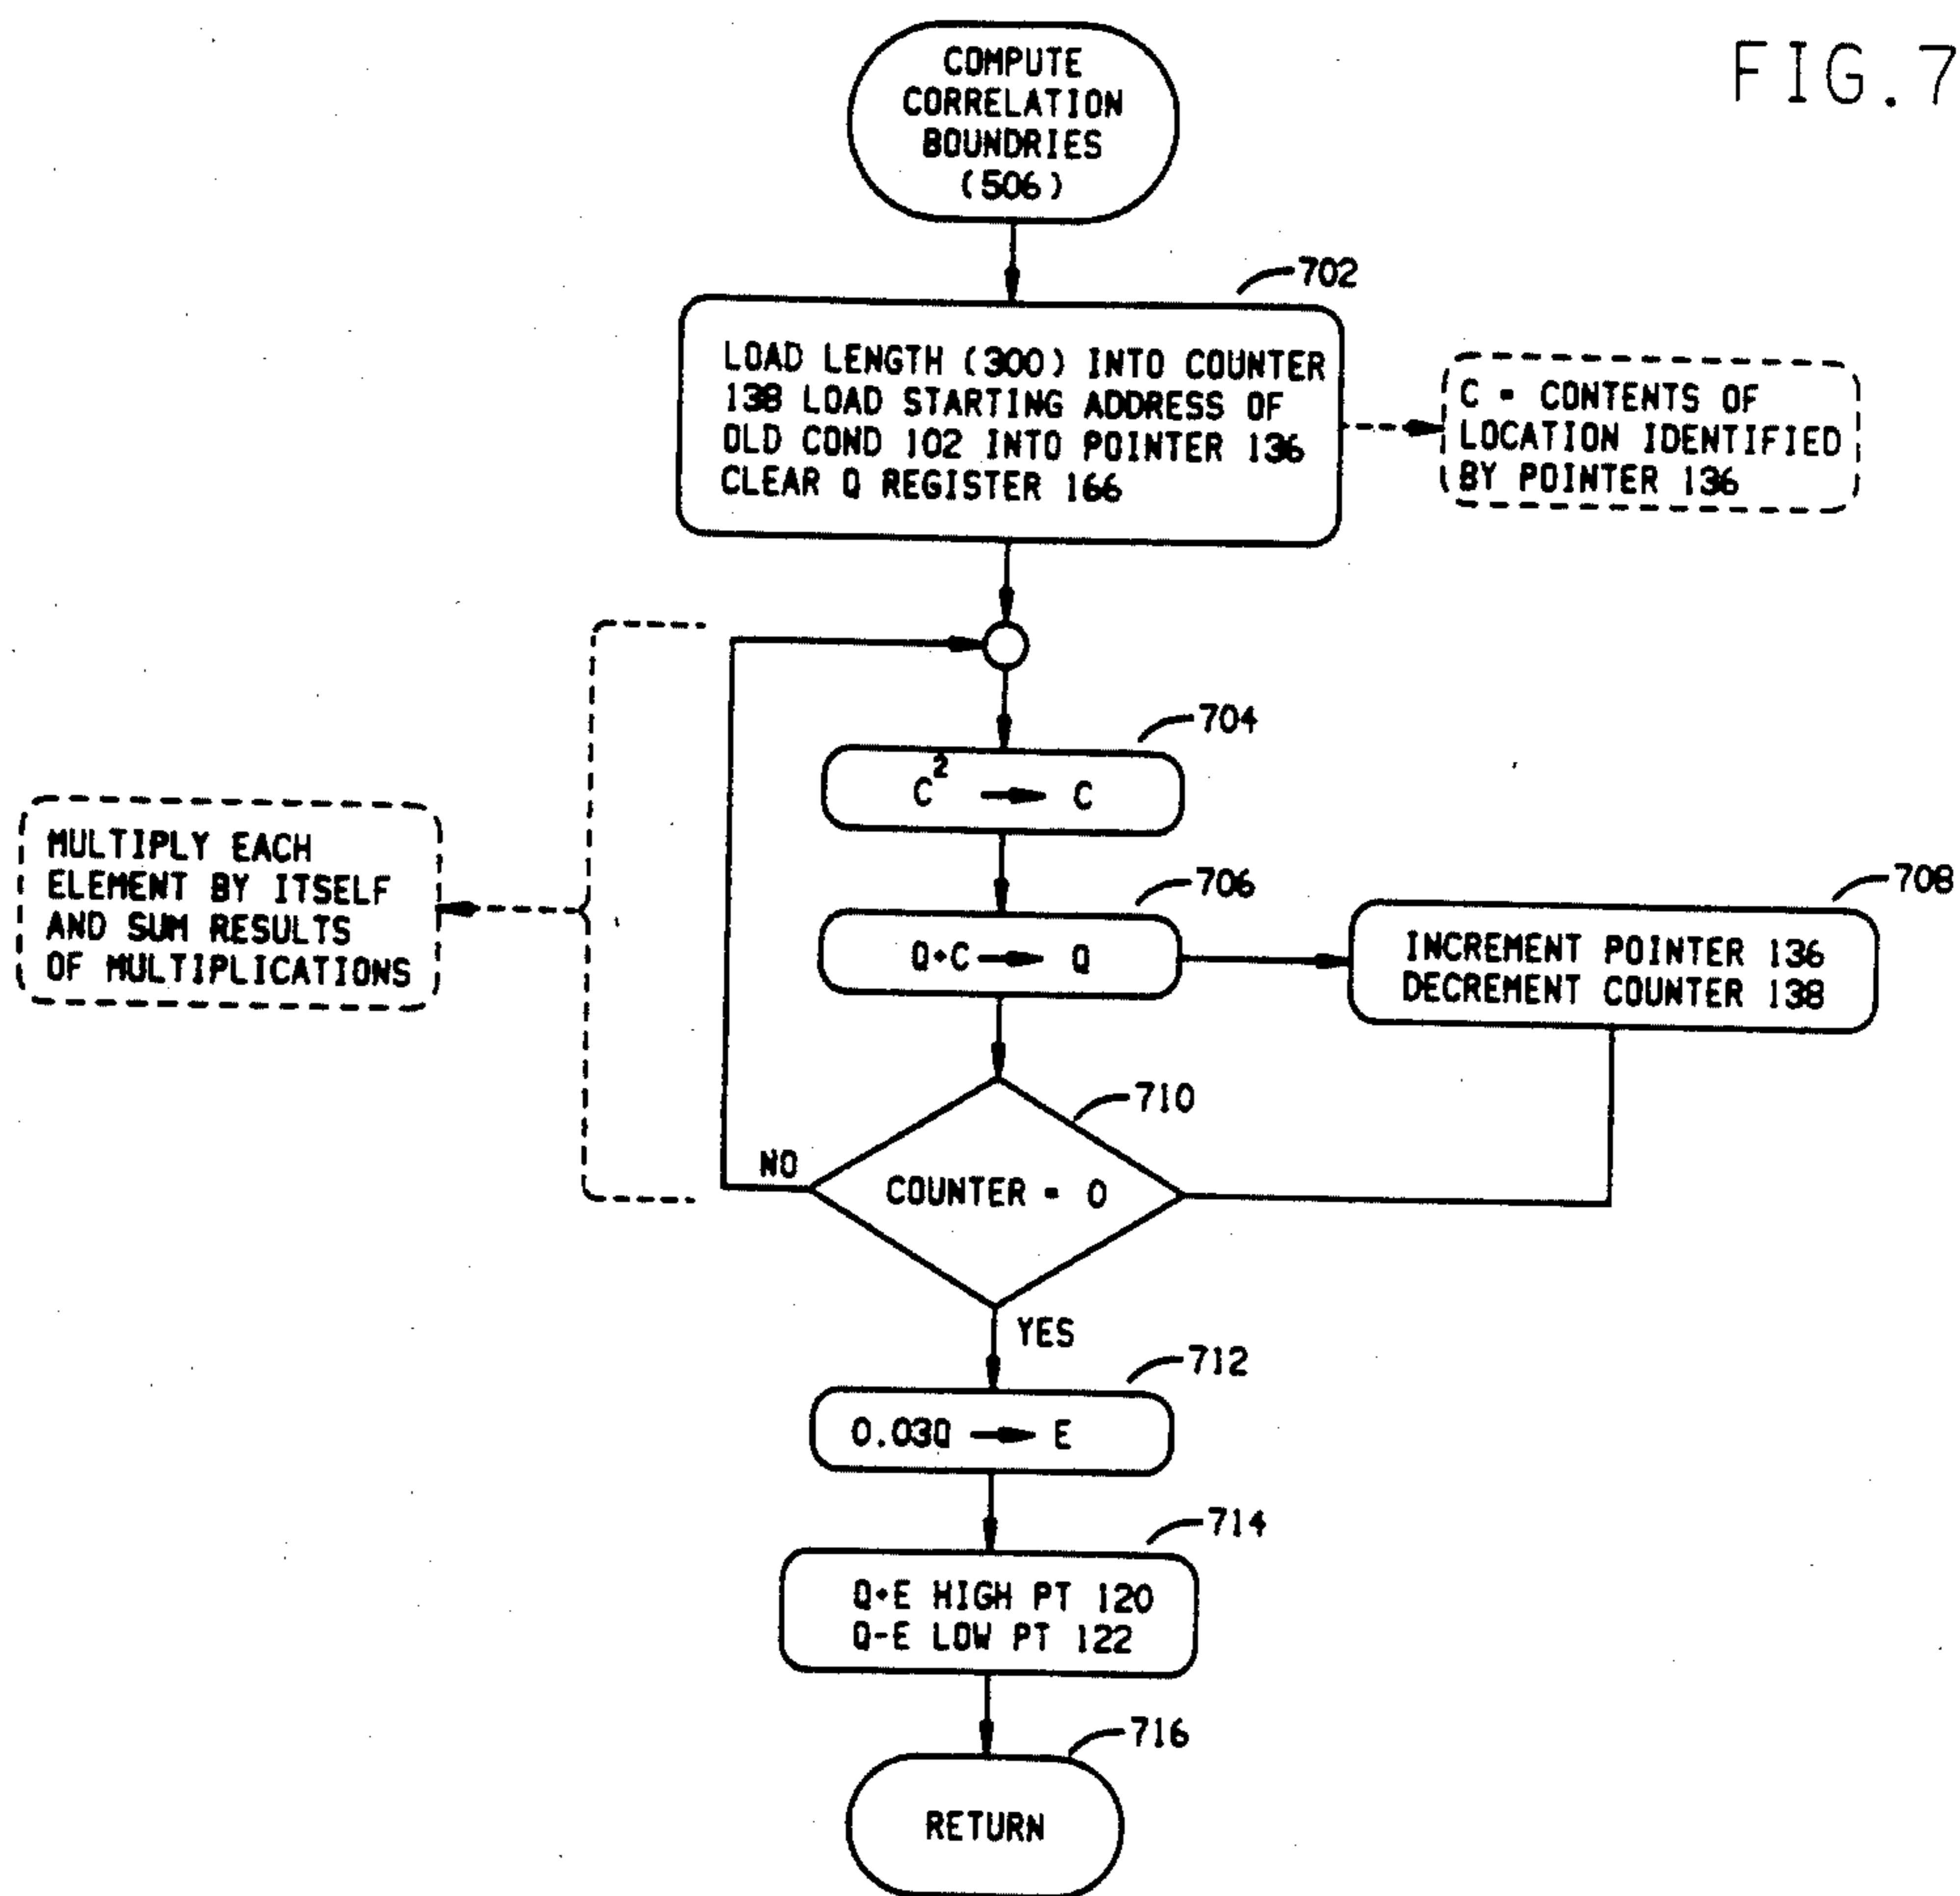 FIG.7
COMPUTE
CORRELATION
BOUNDRIES
(506)
702
LOAD LENGTH (300) INTO COUNTER
138 LOAD STARTING ADDRESS OF
OLD COND 102 INTO POINTER 136
CLEAR Q REGISTER 166
C = CONTENTS OF
LOCATION IDENTIFIED
BY POINTER 136
704
C² → C
MULTIPLY EACH
ELEMENT BY ITSELF
AND SUM RESULTS
OF MULTIPLICATIONS
706
Q+C → Q
708
INCREMENT POINTER 136
DECREMENT COUNTER 138
710
NO
COUNTER = 0
YES
712
0.03Q → E
714
Q+E HIGH PT 120
Q-E LOW PT 122
716
RETURN